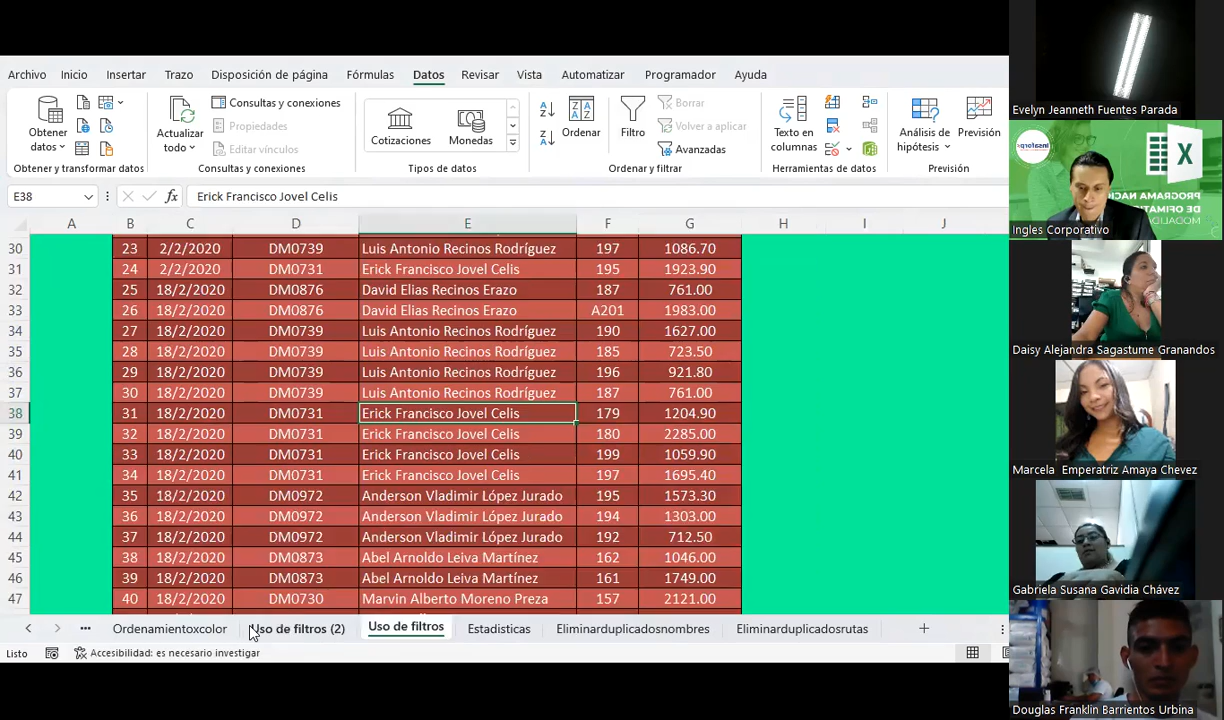 Archivo Inicio Insertar Trazo Disposición de página Fórmulas Datos Revisar Vista Automatizar Programador Ayuda
Obtener datos
Actualizar todo
Consultas y conexiones
Propiedades
Editar vínculos
Cotizaciones
Monedas
Ordenar
Filtro
Borrar
Volver a aplicar
Avanzadas
Texto en columnas
Análisis de hipótesis
Previsión
Obtener y transformar datos
Consultas y conexiones
Tipos de datos
Ordenar y filtrar
Herramientas de datos
Previsión
E38
fx
Erick Francisco Jovel Celis
A B C D E F G H I J
30 23 2/2/2020 DM0739 Luis Antonio Recinos Rodríguez 197 1086.70
31 24 2/2/2020 DM0731 Erick Francisco Jovel Celis 195 1923.90
32 25 18/2/2020 DM0876 David Elias Recinos Erazo 187 761.00
33 26 18/2/2020 DM0876 David Elias Recinos Erazo A201 1983.00
34 27 18/2/2020 DM0739 Luis Antonio Recinos Rodríguez 190 1627.00
35 28 18/2/2020 DM0739 Luis Antonio Recinos Rodríguez 185 723.50
36 29 18/2/2020 DM0739 Luis Antonio Recinos Rodríguez 196 921.80
37 30 18/2/2020 DM0739 Luis Antonio Recinos Rodríguez 187 761.00
38 31 18/2/2020 DM0731 Erick Francisco Jovel Celis 179 1204.90
39 32 18/2/2020 DM0731 Erick Francisco Jovel Celis 180 2285.00
40 33 18/2/2020 DM0731 Erick Francisco Jovel Celis 199 1059.90
41 34 18/2/2020 DM0731 Erick Francisco Jovel Celis 197 1695.40
42 35 18/2/2020 DM0972 Anderson Vladimir López Jurado 195 1573.30
43 36 18/2/2020 DM0972 Anderson Vladimir López Jurado 194 1303.00
44 37 18/2/2020 DM0972 Anderson Vladimir López Jurado 192 712.50
45 38 18/2/2020 DM0873 Abel Arnoldo Leiva Martínez 162 1046.00
46 39 18/2/2020 DM0873 Abel Arnoldo Leiva Martínez 161 1749.00
47 40 18/2/2020 DM0730 Marvin Alberto Moreno Preza 157 2121.00
Ordenamientoxcolor Uso de filtros (2) Uso de filtros Estadisticas Eliminarduplicadosnombres Eliminarduplicadosrutas
Listo Accesibilidad: es necesario investigar
Evelyn Jeanneth Fuentes Parada
PROGRAMA NACIO
DE OFIMATIC
MODALID
Ingles Corporativo
Daisy Alejandra Sagastume Granandos
Marcela Emperatriz Amaya Chevez
Gabriela Susana Gavidia Chávez
Douglas Franklin Barrientos Urbina